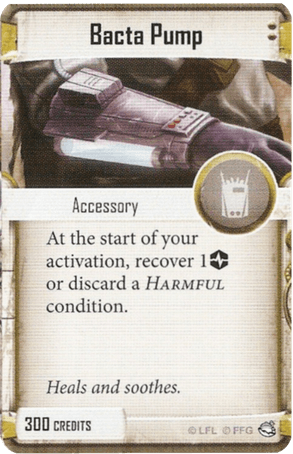 Bacta Pump
Accessory
At the start of your
activation, recover 1
or discard a HARMFUL
condition.
Heals and soothes.
300 CREDITS
© LFL © FFG